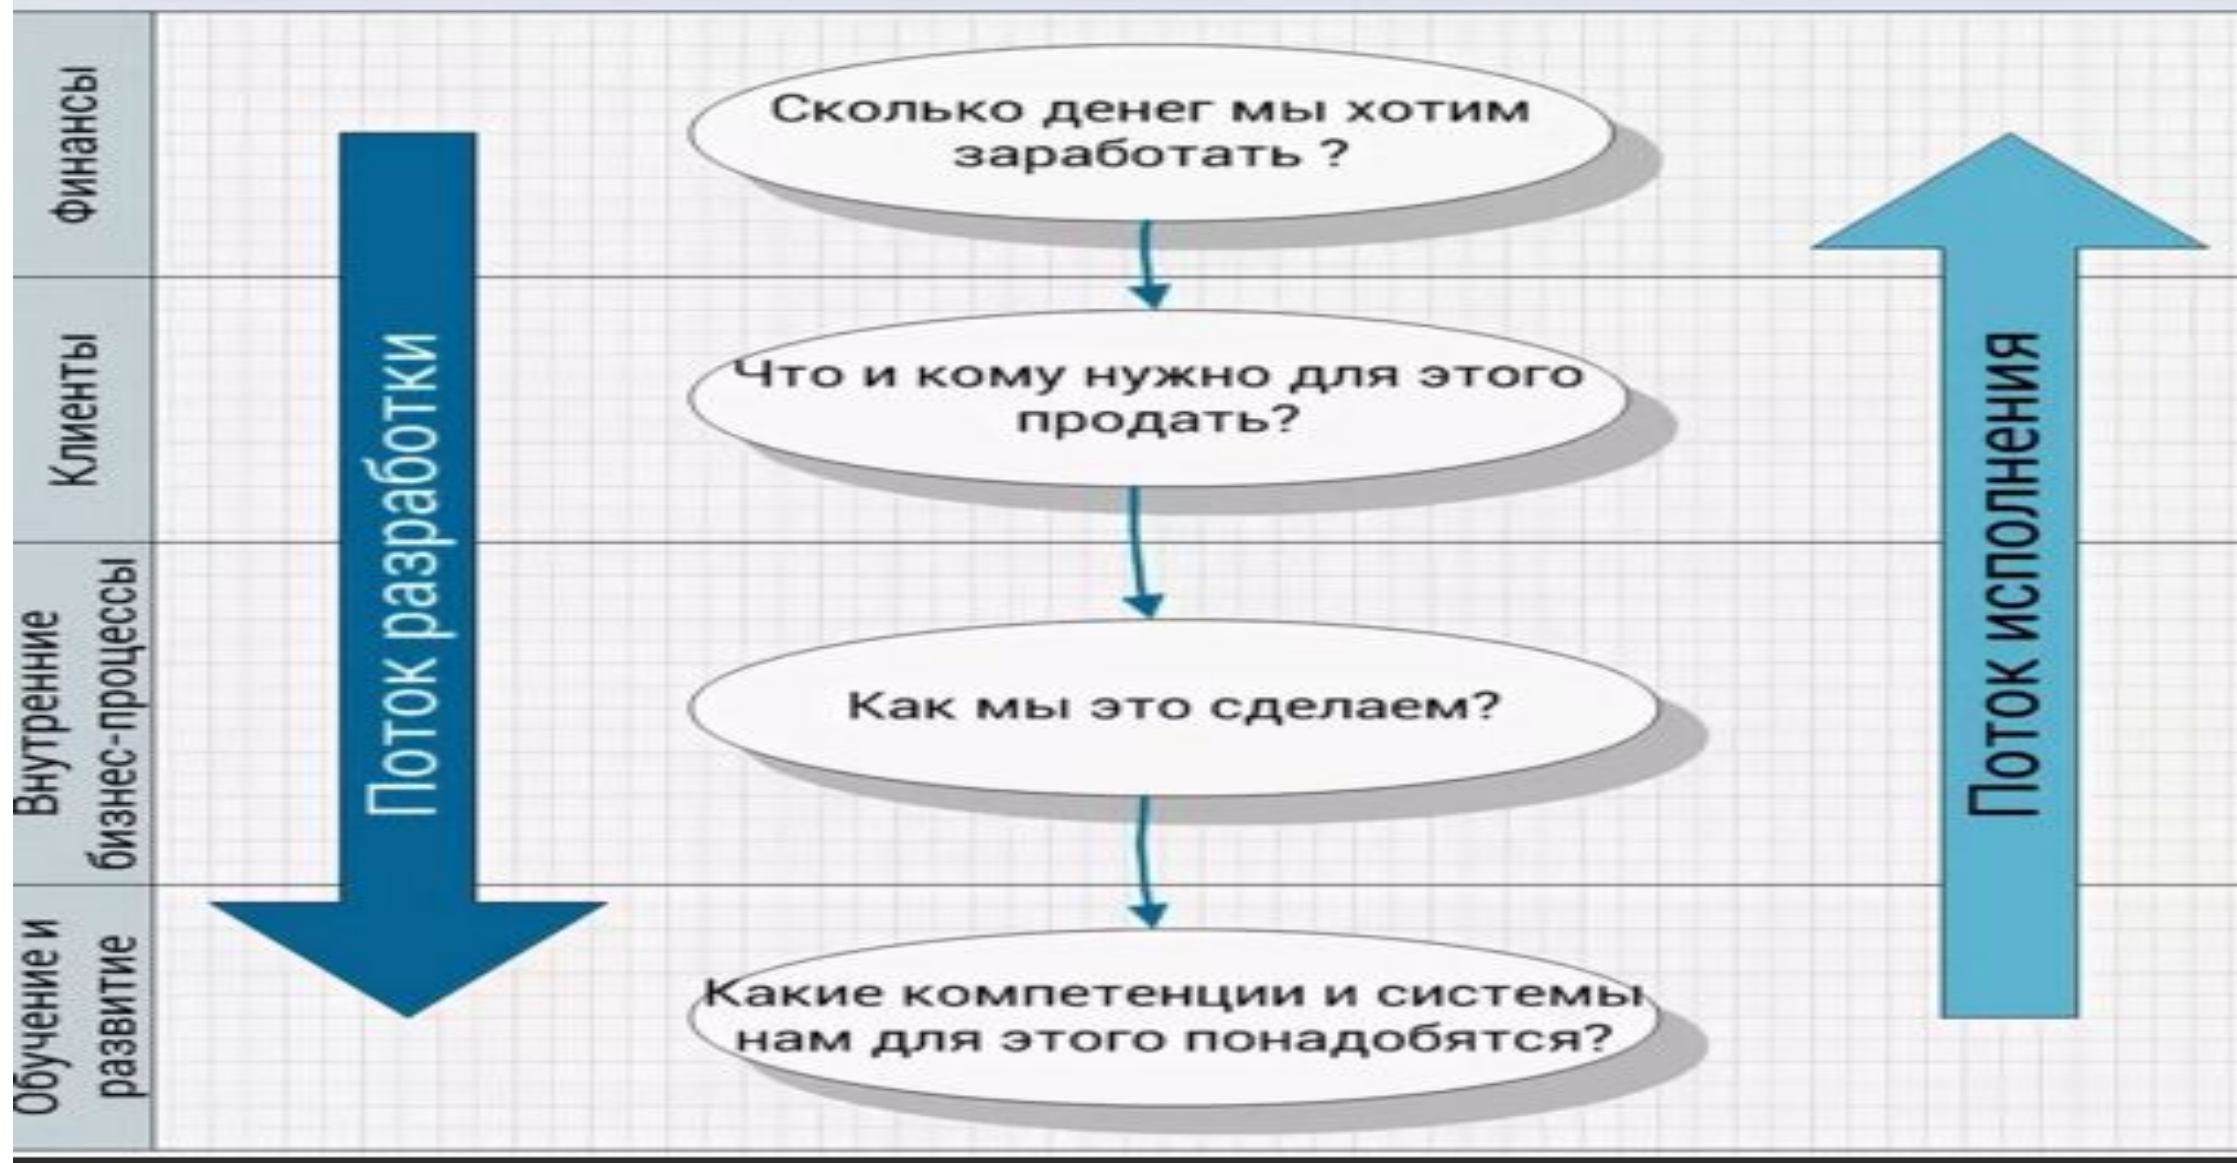 Финансы
Сколько денег мы хотим
заработать ?
Клиенты
Что и кому нужно для этого
продать?
Внутренние
бизнес-процессы
Как мы это сделаем?
Обучение и
развитие
Какие компетенции и системы
нам для этого понадобятся?
Поток разработки
Поток исполнения